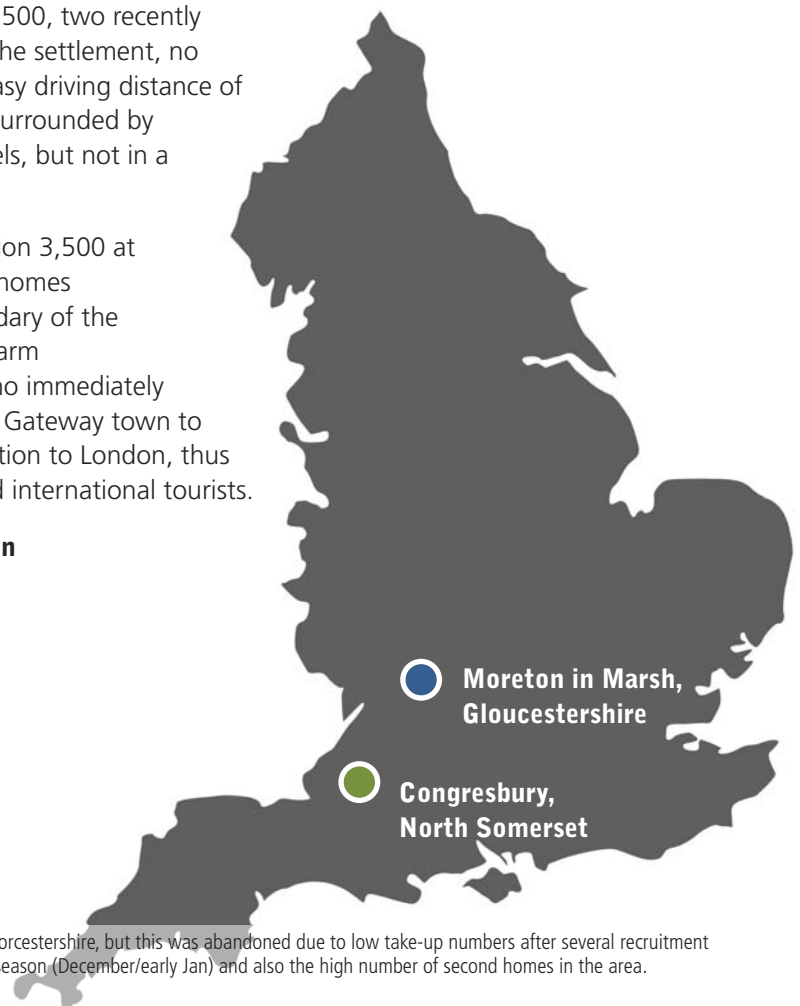 500, two recently
he settlement, no
asy driving distance of
urrounded by
els, but not in a
ion 3,500 at
homes
dary of the
arm
no immediately
Gateway town to
tion to London, thus
d international tourists.
n
Moreton in Marsh,
Gloucestershire
Congresbury,
North Somerset
orcestershire, but this was abandoned due to low take-up numbers after several recruitment
season (December/early Jan) and also the high number of second homes in the area.